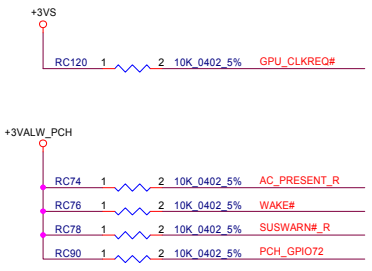 +3VS
RC120 1 2 10K_0402_5% GPU_CLKREQ#
+3VALW_PCH
RC74 1 2 10K_0402_5% AC_PRESENT_R
RC76 1 2 10K_0402_5% WAKE#
RC78 1 2 10K_0402_5% SUSWARN#_R
RC90 1 2 10K_0402_5% PCH_GPIO72